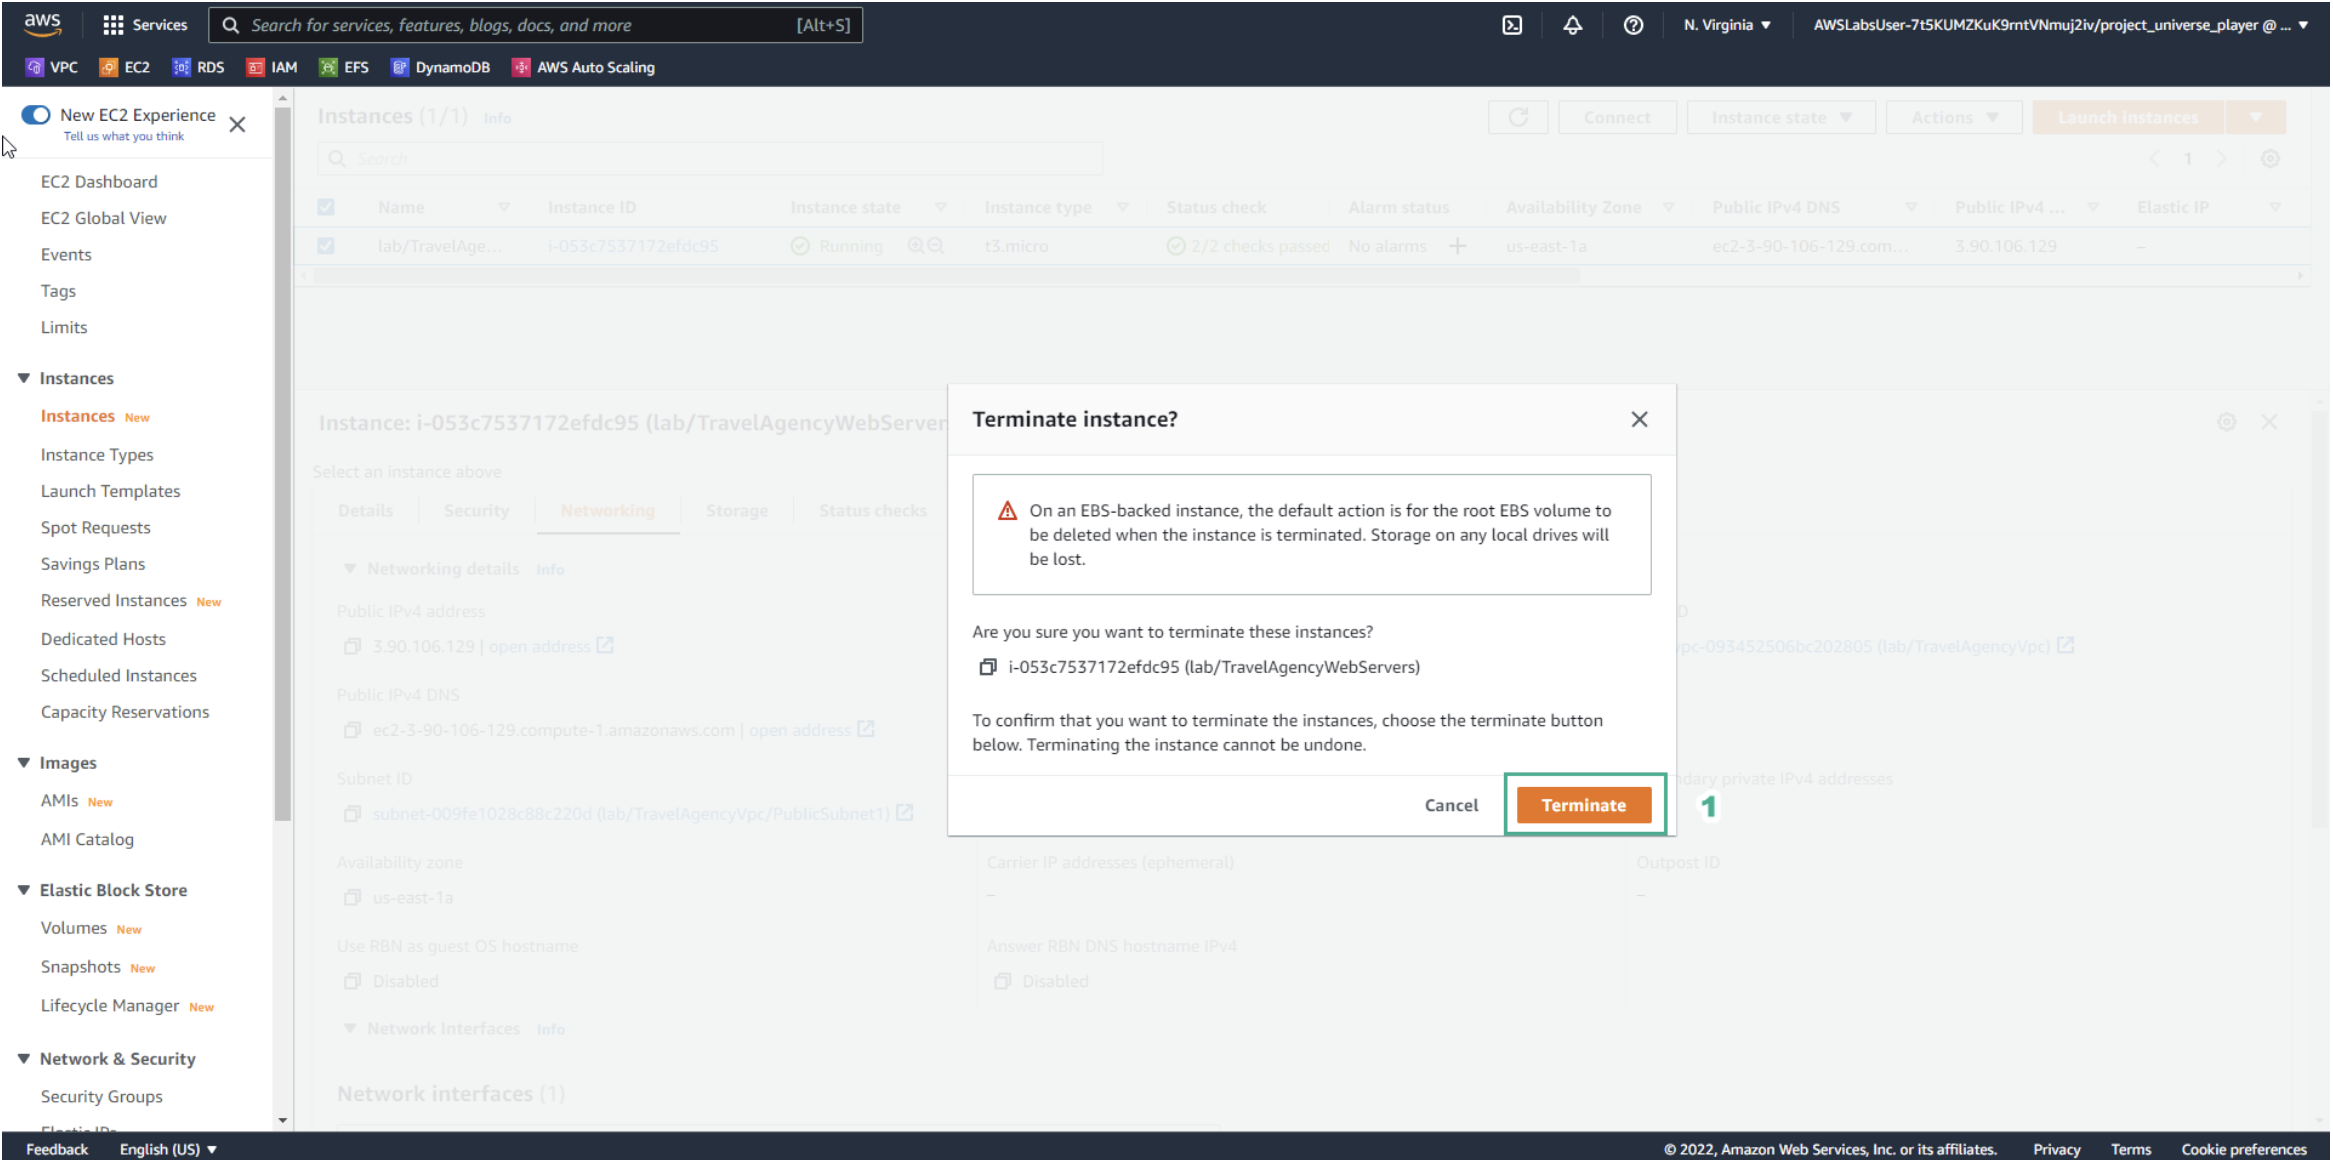 aws
Services
Search for services, features, blogs, docs, and more
[Alt+S]
N. Virginia ▼
AWSLabsUser-7t5KUMZKuK9rntVNmuj2iv/project_universe_player @ ... ▼
VPC EC2 RDS IAM EFS DynamoDB AWS Auto Scaling
New EC2 Experience
Tell us what you think
EC2 Dashboard
EC2 Global View
Events
Tags
Limits
Instances
Instances New
Instance Types
Launch Templates
Spot Requests
Savings Plans
Reserved Instances New
Dedicated Hosts
Scheduled Instances
Capacity Reservations
Images
AMIs New
AMI Catalog
Elastic Block Store
Volumes New
Snapshots New
Lifecycle Manager New
Network & Security
Security Groups
Elastic IPs
Instances (1/1) Info
Connect
Instance state ▼
Actions ▼
Launch instances ▼
Search
1
Name Instance ID Instance state Instance type Status check Alarm status Availability Zone Public IPv4 DNS Public IPv4 ... Elastic IP
lab/TravelAge... i-053c7537172efdc95 Running t3.micro 2/2 checks passed No alarms + us-east-1a ec2-3-90-106-129.com... 3.90.106.129 –
Instance: i-053c7537172efdc95 (lab/TravelAgencyWebServer
Select an instance above
Details Security Networking Storage Status checks
Networking details Info
Public IPv4 address
3.90.106.129 | open address
Public IPv4 DNS
ec2-3-90-106-129.compute-1.amazonaws.com | open address
Subnet ID
subnet-009fe1028c88c220d (lab/TravelAgencyVpc/PublicSubnet1)
Availability zone
us-east-1a
Use RBN as guest OS hostname
Disabled
Network Interfaces Info
Network interfaces (1)
Carrier IP addresses (ephemeral)
–
Answer RBN DNS hostname IPv4
Disabled
D
vpc-093452506bc202805 (lab/TravelAgencyVpc)
ndary private IPv4 addresses
Outpost ID
–
Terminate instance?
On an EBS-backed instance, the default action is for the root EBS volume to
be deleted when the instance is terminated. Storage on any local drives will
be lost.
Are you sure you want to terminate these instances?
i-053c7537172efdc95 (lab/TravelAgencyWebServers)
To confirm that you want to terminate the instances, choose the terminate button
below. Terminating the instance cannot be undone.
Cancel
Terminate
1
Feedback
English (US) ▼
© 2022, Amazon Web Services, Inc. or its affiliates.
Privacy
Terms
Cookie preferences